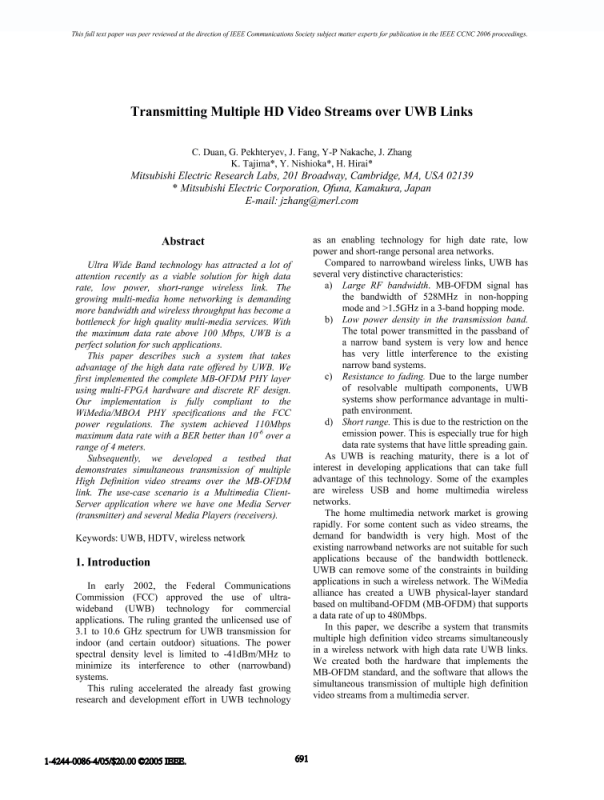 This full text paper was peer reviewed at the direction of IEEE Communications Society subject matter experts for publication in the IEEE CCNC 2006 proceedings.
Transmitting Multiple HD Video Streams over UWB Links
C. Duan, G. Pekhteryev, J. Fang, Y-P Nakache, J. Zhang
K. Tajima*, Y. Nishioka*, H. Hirai*
Mitsubishi Electric Research Labs, 201 Broadway, Cambridge, MA, USA 02139
* Mitsubishi Electric Corporation, Ofuna, Kamakura, Japan
E-mail: jzhang@merl.com
Abstract
Ultra Wide Band technology has attracted a lot of
attention recently as a viable solution for high data
rate, low power, short-range wireless link. The
growing multi-media home networking is demanding
more bandwidth and wireless throughput has become a
bottleneck for high quality multi-media services. With
the maximum data rate above 100 Mbps, UWB is a
perfect solution for such applications.
This paper describes such a system that takes
advantage of the high data rate offered by UWB. We
first implemented the complete MB-OFDM PHY layer
using multi-FPGA hardware and discrete RF design.
Our implementation is fully compliant to the
WiMedia/MBOA PHY specifications and the FCC
power regulations. The system achieved 110Mbps
maximum data rate with a BER better than 10-6 over a
range of 4 meters.
Subsequently, we developed a testbed that
demonstrates simultaneous transmission of multiple
High Definition video streams over the MB-OFDM
link. The use-case scenario is a Multimedia Client-
Server application where we have one Media Server
(transmitter) and several Media Players (receivers).
Keywords: UWB, HDTV, wireless network
1. Introduction
In early 2002, the Federal Communications
Commission (FCC) approved the use of ultra-
wideband (UWB) technology for commercial
applications. The ruling granted the unlicensed use of
3.1 to 10.6 GHz spectrum for UWB transmission for
indoor (and certain outdoor) situations. The power
spectral density level is limited to -41dBm/MHz to
minimize its interference to other (narrowband)
systems.
This ruling accelerated the already fast growing
research and development effort in UWB technology
as an enabling technology for high date rate, low
power and short-range personal area networks.
Compared to narrowband wireless links, UWB has
several very distinctive characteristics:
a) Large RF bandwidth. MB-OFDM signal has
the bandwidth of 528MHz in non-hopping
mode and >1.5GHz in a 3-band hopping mode.
b) Low power density in the transmission band.
The total power transmitted in the passband of
a narrow band system is very low and hence
has very little interference to the existing
narrow band systems.
c) Resistance to fading. Due to the large number
of resolvable multipath components, UWB
systems show performance advantage in multi-
path environment.
d) Short range. This is due to the restriction on the
emission power. This is especially true for high
data rate systems that have little spreading gain.
As UWB is reaching maturity, there is a lot of
interest in developing applications that can take full
advantage of this technology. Some of the examples
are wireless USB and home multimedia wireless
networks.
The home multimedia network market is growing
rapidly. For some content such as video streams, the
demand for bandwidth is very high. Most of the
existing narrowband networks are not suitable for such
applications because of the bandwidth bottleneck.
UWB can remove some of the constraints in building
applications in such a wireless network. The WiMedia
alliance has created a UWB physical-layer standard
based on multiband-OFDM (MB-OFDM) that supports
a data rate of up to 480Mbps.
In this paper, we describe a system that transmits
multiple high definition video streams simultaneously
in a wireless network with high data rate UWB links.
We created both the hardware that implements the
MB-OFDM standard, and the software that allows the
simultaneous transmission of multiple high definition
video streams from a multimedia server.
1-4244-0086-4/05/$20.00 ©2005 IEEE.
691